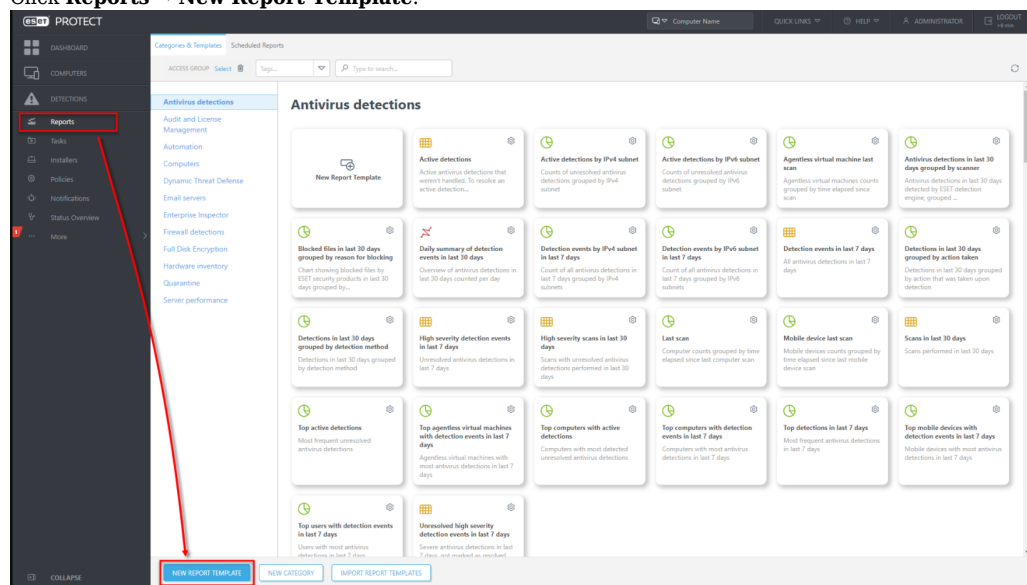 Click Reports → New Report Template.
eset PROTECT
Computer Name
QUICK LINKS
HELP
ADMINISTRATOR
LOGOUT
>9 min
DASHBOARD
COMPUTERS
DETECTIONS
Reports
Tasks
Installers
Policies
Notifications
Status Overview
More
COLLAPSE
Categories & Templates
Scheduled Reports
ACCESS GROUP Select
Tags...
Type to search...
Antivirus detections
Audit and License
Management
Automation
Computers
Dynamic Threat Defense
Email servers
Enterprise Inspector
Firewall detections
Full Disk Encryption
Hardware inventory
Quarantine
Server performance
Antivirus detections
New Report Template
Active detections
Active antivirus detections that
weren't handled. To resolve an
active detection...
Active detections by IPv4 subnet
Counts of unresolved antivirus
detections grouped by IPv4
subnet
Active detections by IPv6 subnet
Counts of unresolved antivirus
detections grouped by IPv6
subnet
Agentless virtual machine last
scan
Agentless virtual machines counts
grouped by time elapsed since
scan
Antivirus detections in last 30
days grouped by scanner
Antivirus detections in last 30 days
detected by ESET detection
engine; grouped ...
Blocked files in last 30 days
grouped by reason for blocking
Chart showing blocked files by
ESET security products in last 30
days grouped by...
Daily summary of detection
events in last 30 days
Overview of antivirus detections in
last 30 days counted per day
Detection events by IPv4 subnet
in last 7 days
Count of all antivirus detections in
last 7 days grouped by IPv4
subnets
Detection events by IPv6 subnet
in last 7 days
Count of all antivirus detections in
last 7 days grouped by IPv6
subnets
Detection events in last 7 days
All antivirus detections in last 7
days
Detections in last 30 days
grouped by action taken
Detections in last 30 days grouped
by action that was taken upon
detection
Detections in last 30 days
grouped by detection method
Detections in last 30 days grouped
by detection method
High severity detection events
in last 7 days
Unresolved antivirus detections in
last 7 days
High severity scans in last 30
days
Scans with unresolved antivirus
detections performed in last 30
days
Last scan
Computer counts grouped by time
elapsed since last computer scan
Mobile device last scan
Mobile devices counts grouped by
time elapsed since last mobile
device scan
Scans in last 30 days
Scans performed in last 30 days
Top active detections
Most frequent unresolved
antivirus detections
Top agentless virtual machines
with detection events in last 7
days
Agentless virtual machines with
most antivirus detections in last 7
days
Top computers with active
detections
Computers with most detected
unresolved antivirus detections
Top computers with detection
events in last 7 days
Computers with most antivirus
detections in last 7 days
Top detections in last 7 days
Most frequent antivirus detections
in last 7 days
Top mobile devices with
detection events in last 7 days
Mobile devices with most antivirus
detections in last 7 days
Top users with detection events
in last 7 days
Users with most antivirus
detections in last 7 days
Unresolved high severity
detection events in last 7 days
Severe antivirus detections in last
7 days, not marked as resolved
NEW REPORT TEMPLATE
NEW CATEGORY
IMPORT REPORT TEMPLATES